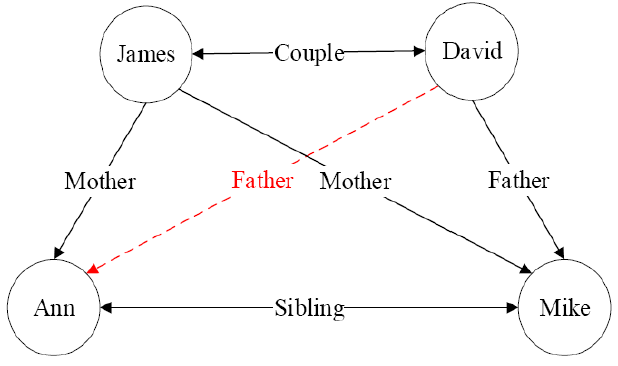 James
Couple
David
Mother
Father
Mother
Father
Ann
Sibling
Mike